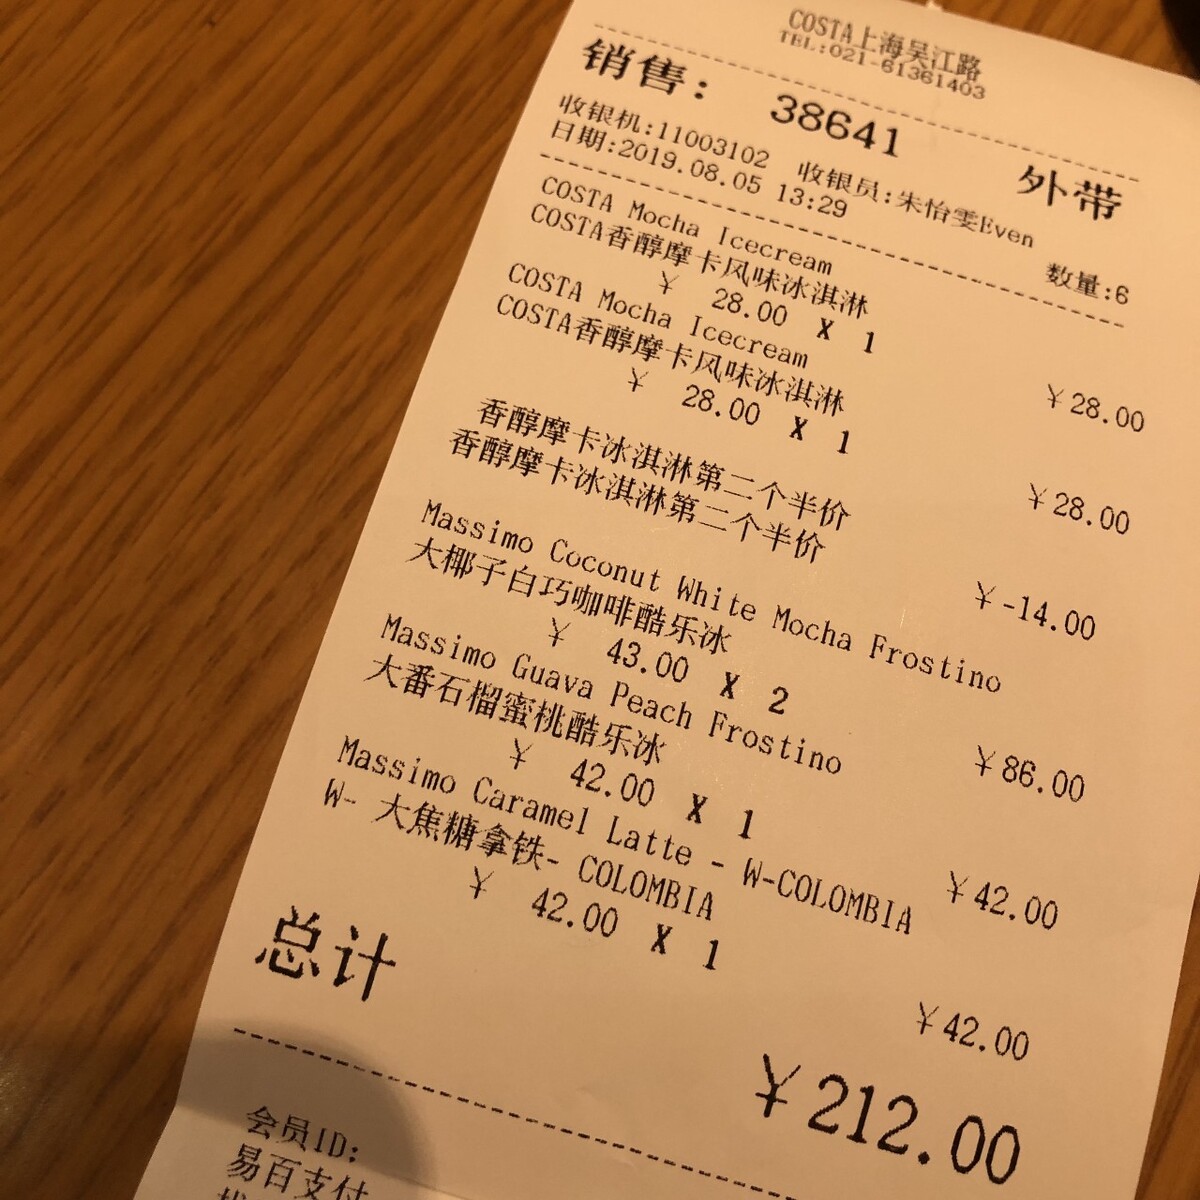 COSTA上海吴江路
TEL:021-61361403
销售: 38641 外带
收银机:11003102 收银员:朱怡雯Even
日期:2019.08.05 13:29 数量:6
COSTA Mocha Icecream
COSTA香醇摩卡风味冰淇淋
¥ 28.00 X 1 ¥28.00
COSTA Mocha Icecream
COSTA香醇摩卡风味冰淇淋
¥ 28.00 X 1 ¥28.00
香醇摩卡冰淇淋第二个半价
香醇摩卡冰淇淋第二个半价
¥-14.00
Massimo Coconut White Mocha Frostino
大椰子白巧咖啡酷乐冰
¥ 43.00 X 2 ¥86.00
Massimo Guava Peach Frostino
大番石榴蜜桃酷乐冰
¥ 42.00 X 1 ¥42.00
Massimo Caramel Latte - W-COLOMBIA
W- 大焦糖拿铁- COLOMBIA
¥ 42.00 X 1 ¥42.00
总计 ¥212.00
会员ID:
易百支付